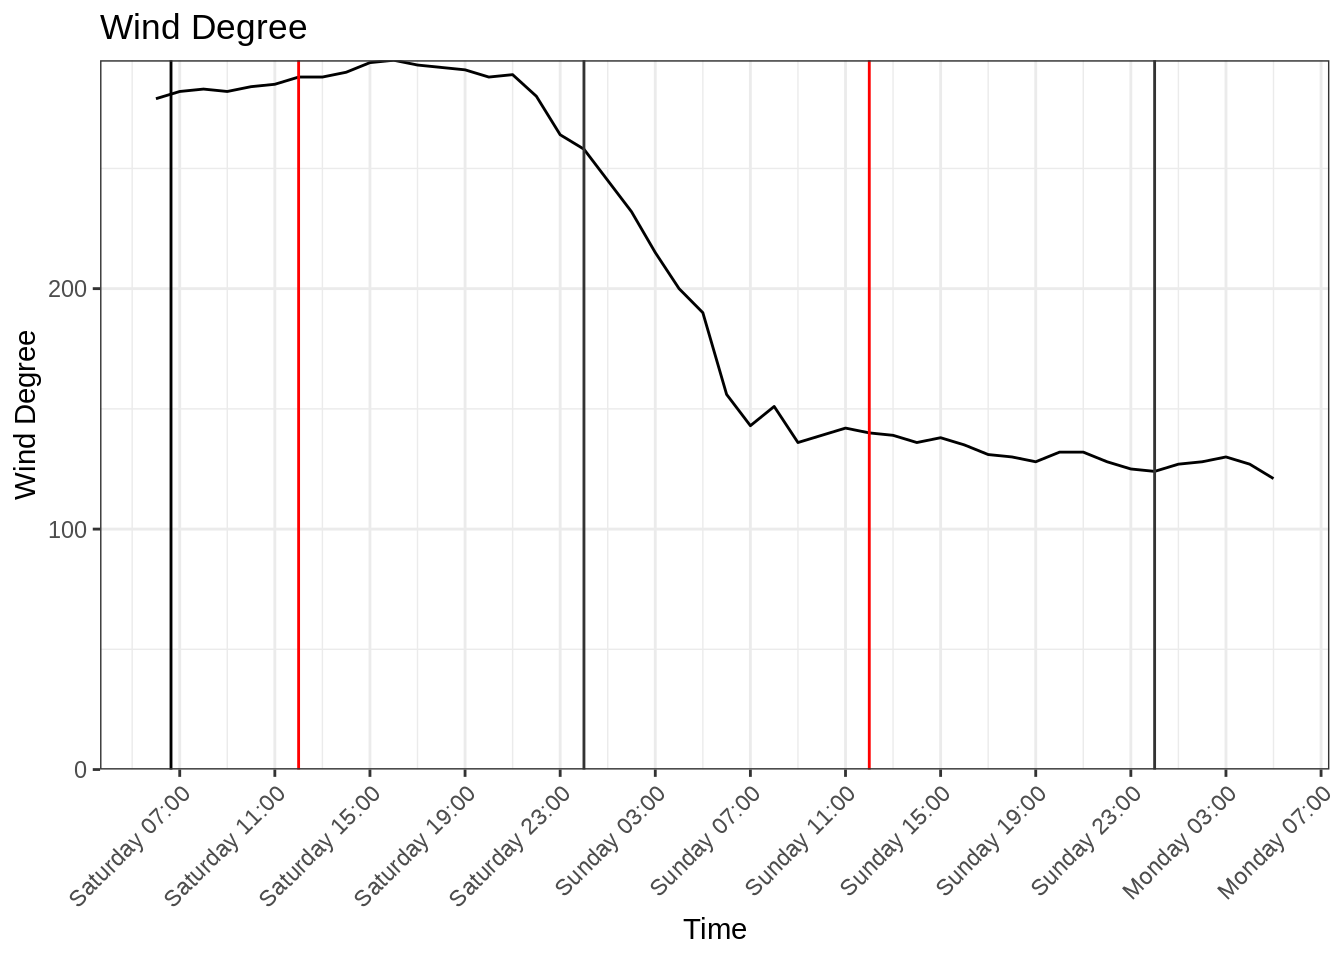 Wind Degree
Wind Degree
200
100
0
Saturday 07:00
Saturday 11:00
Saturday 15:00
Saturday 19:00
Saturday 23:00
Sunday 03:00
Sunday 07:00
Sunday 11:00
Sunday 15:00
Sunday 19:00
Sunday 23:00
Monday 03:00
Monday 07:00
Time